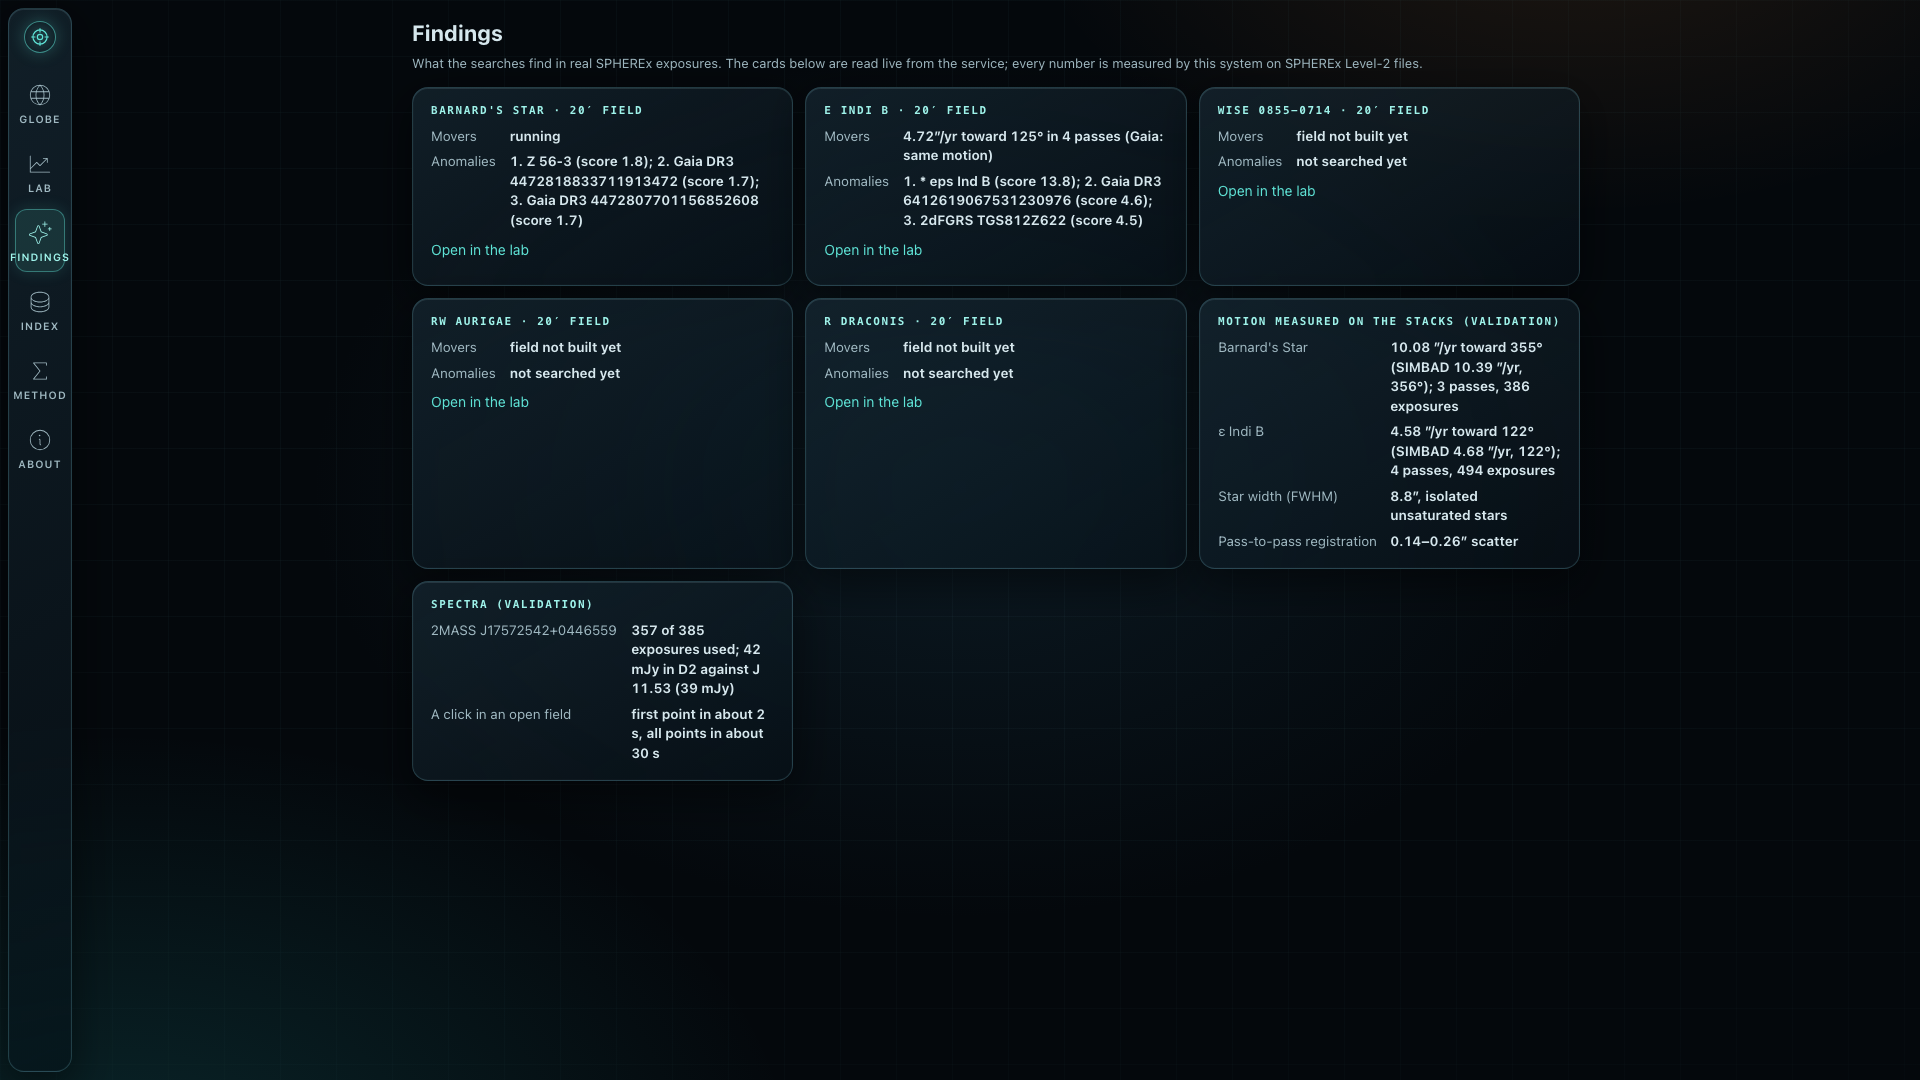 GLOBE
LAB
FINDINGS
INDEX
METHOD
ABOUT
Findings
What the searches find in real SPHEREx exposures. The cards below are read live from the service; every number is measured by this system on SPHEREx Level-2 files.
BARNARD'S STAR · 20′ FIELD
Movers running
Anomalies 1. Z 56-3 (score 1.8); 2. Gaia DR3
4472818833711913472 (score 1.7);
3. Gaia DR3 4472807701156852608
(score 1.7)
Open in the lab
E INDI B · 20′ FIELD
Movers 4.72″/yr toward 125° in 4 passes (Gaia:
same motion)
Anomalies 1. * eps Ind B (score 13.8); 2. Gaia DR3
6412619067531230976 (score 4.6);
3. 2dFGRS TGS812Z622 (score 4.5)
Open in the lab
WISE 0855−0714 · 20′ FIELD
Movers field not built yet
Anomalies not searched yet
Open in the lab
RW AURIGAE · 20′ FIELD
Movers field not built yet
Anomalies not searched yet
Open in the lab
R DRACONIS · 20′ FIELD
Movers field not built yet
Anomalies not searched yet
Open in the lab
MOTION MEASURED ON THE STACKS (VALIDATION)
Barnard's Star 10.08 ″/yr toward 355°
(SIMBAD 10.39 ″/yr,
356°); 3 passes, 386
exposures
ε Indi B 4.58 ″/yr toward 122°
(SIMBAD 4.68 ″/yr, 122°);
4 passes, 494 exposures
Star width (FWHM) 8.8″, isolated
unsaturated stars
Pass-to-pass registration 0.14–0.26″ scatter
SPECTRA (VALIDATION)
2MASS J17572542+0446559 357 of 385
exposures used; 42
mJy in D2 against J
11.53 (39 mJy)
A click in an open field first point in about 2
s, all points in about
30 s